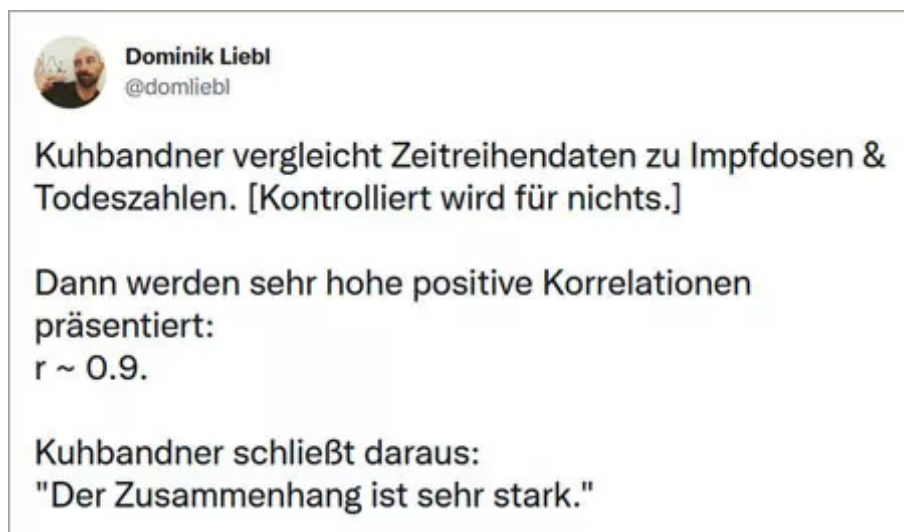 Dominik Liebl
@domliebl
Kuhbandner vergleicht Zeitreihendaten zu Impfdosen &
Todeszahlen. [Kontrolliert wird für nichts.]
Dann werden sehr hohe positive Korrelationen
präsentiert:
r ~ 0.9.
Kuhbandner schließt daraus:
"Der Zusammenhang ist sehr stark."